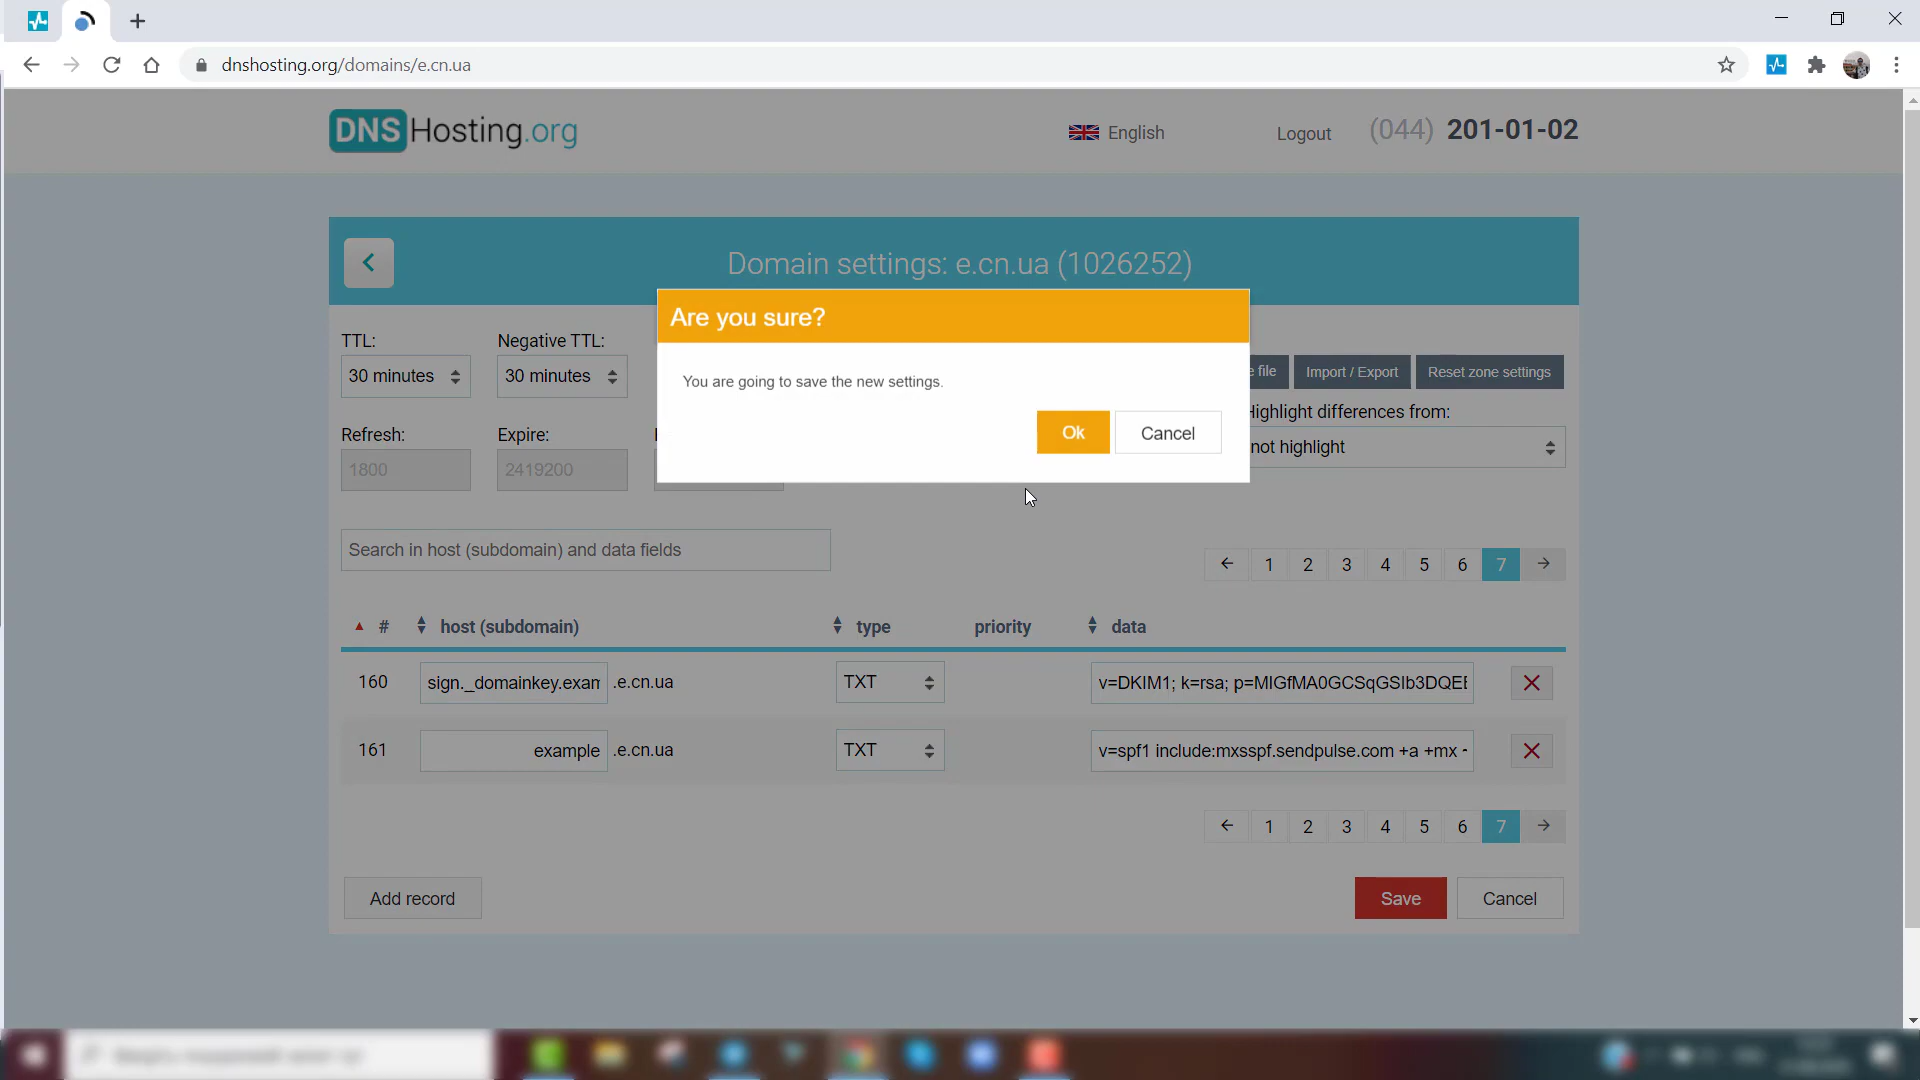 dnshosting.org/domains/e.cn.ua
DNS Hosting.org
English
Logout
(044) 201-01-02
Domain settings: e.cn.ua (1026252)
Are you sure?
You are going to save the new settings.
Ok
Cancel
TTL:
Negative TTL:
30 minutes
30 minutes
e file
Import / Export
Reset zone settings
Highlight differences from:
not highlight
Refresh:
Expire:
1800
2419200
Search in host (subdomain) and data fields
← 1 2 3 4 5 6 7 →
# host (subdomain) type priority data
160 sign._domainkey.exam .e.cn.ua TXT v=DKIM1; k=rsa; p=MIGfMA0GCSqGSIb3DQE
161 example .e.cn.ua TXT v=spf1 include:mxsspf.sendpulse.com +a +mx
← 1 2 3 4 5 6 7 →
Add record
Save
Cancel